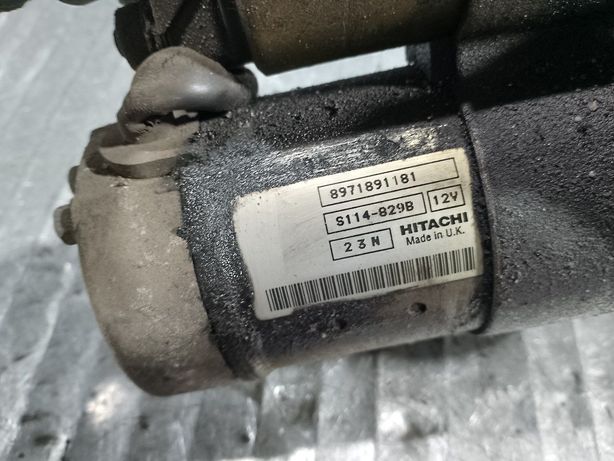 8971891181
S114-829B 12V
23N HITACHI
Made in U.K.